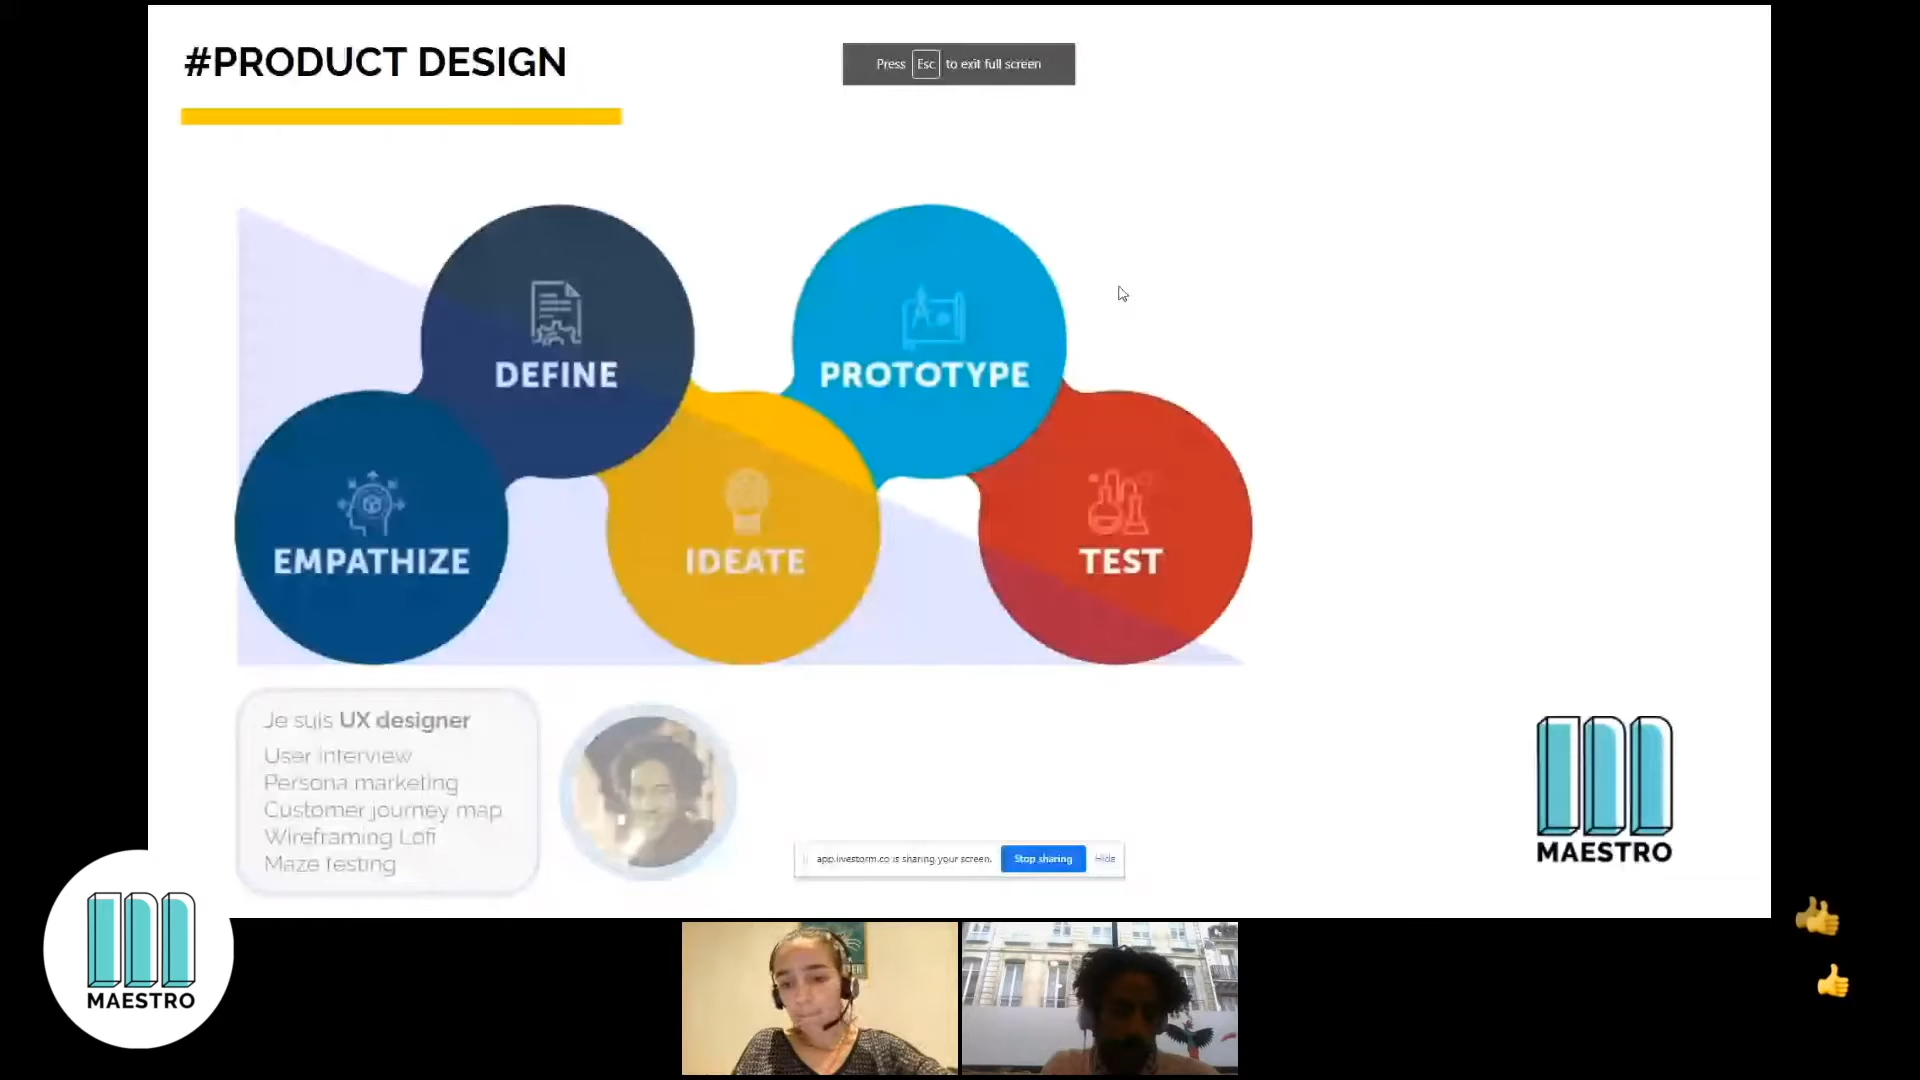 #PRODUCT DESIGN
Press Esc to exit full screen
DEFINE
PROTOTYPE
EMPATHIZE
IDEATE
TEST
Je suis UX designer
User interview
Persona marketing
Customer journey map
Wireframing Lofi
Maze testing
app.livestorm.co is sharing your screen. Stop sharing Hide
MAESTRO
MAESTRO